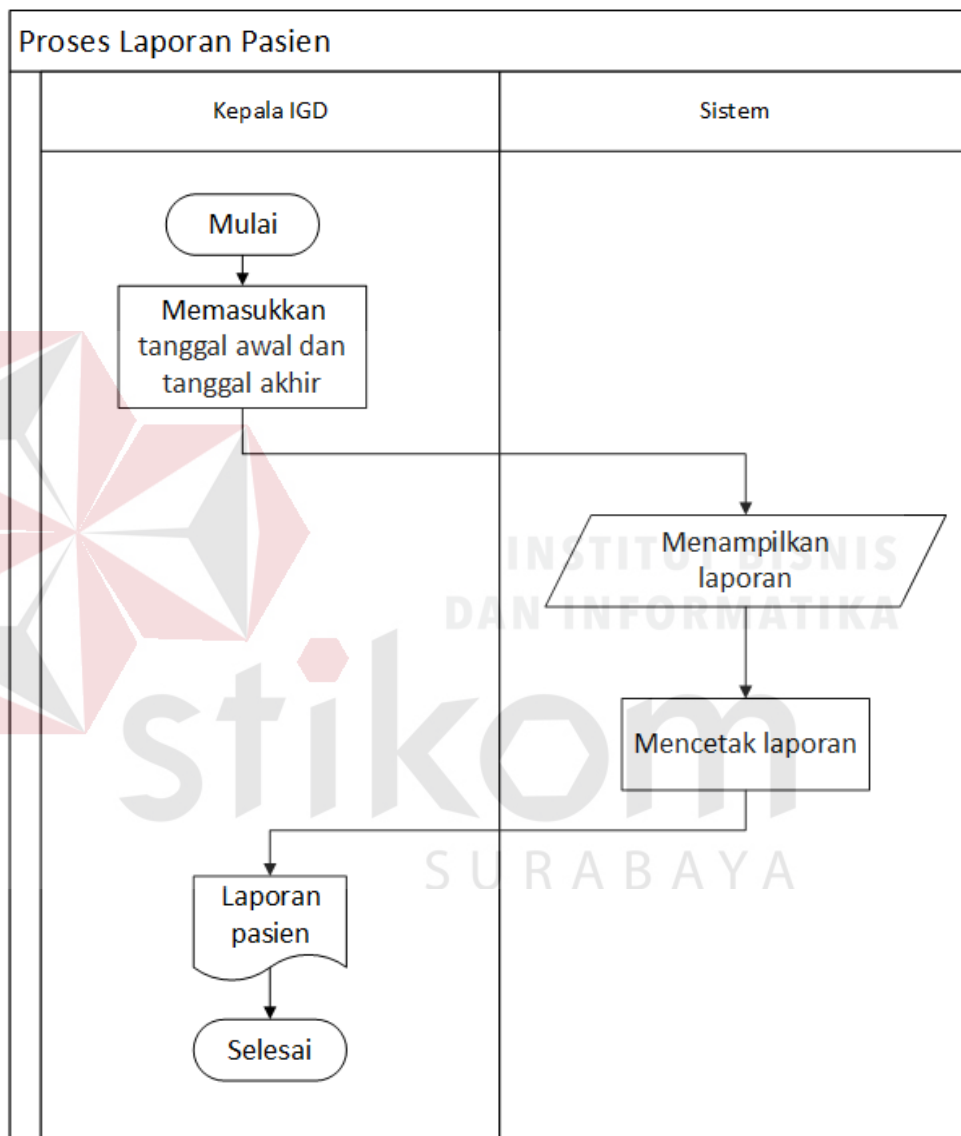 Proses Laporan Pasien
Kepala IGD
Sistem
Mulai
Memasukkan
tanggal awal dan
tanggal akhir
Menampilkan
laporan
INSTITUT BISNIS
DAN INFORMATIKA
stikom
SURABAYA
Mencetak laporan
Laporan
pasien
Selesai